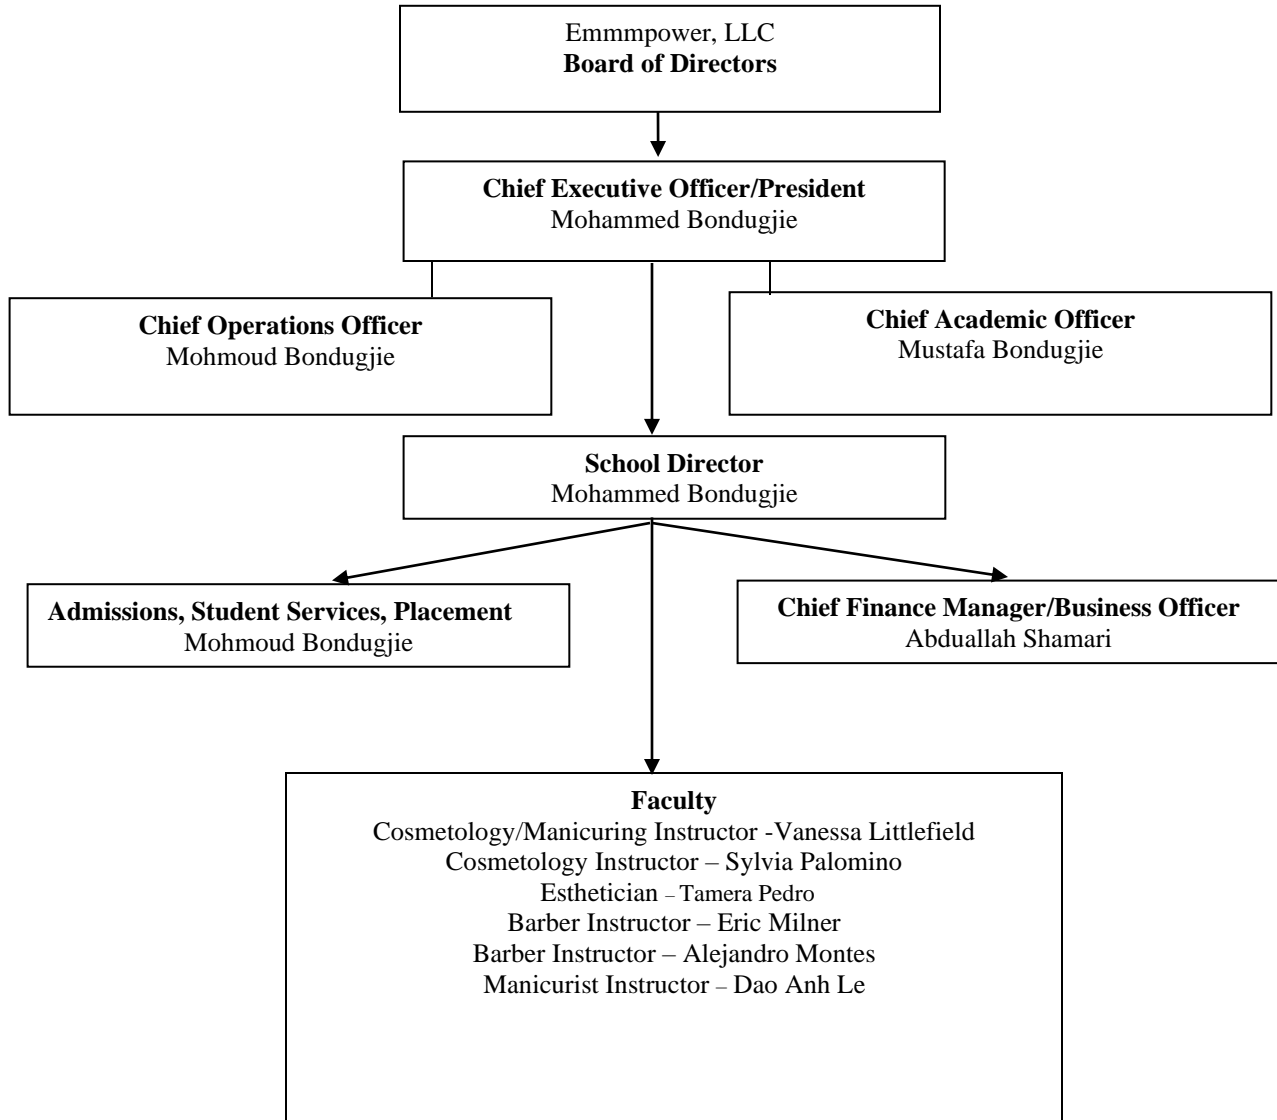 Emmmpower, LLC
Board of Directors
Chief Executive Officer/President
Mohammed Bondugjie
Chief Operations Officer
Mohmoud Bondugjie
Chief Academic Officer
Mustafa Bondugjie
School Director
Mohammed Bondugjie
Admissions, Student Services, Placement
Mohmoud Bondugjie
Chief Finance Manager/Business Officer
Abduallah Shamari
Faculty
Cosmetology/Manicuring Instructor -Vanessa Littlefield
Cosmetology Instructor – Sylvia Palomino
Esthetician – Tamera Pedro
Barber Instructor – Eric Milner
Barber Instructor – Alejandro Montes
Manicurist Instructor – Dao Anh Le